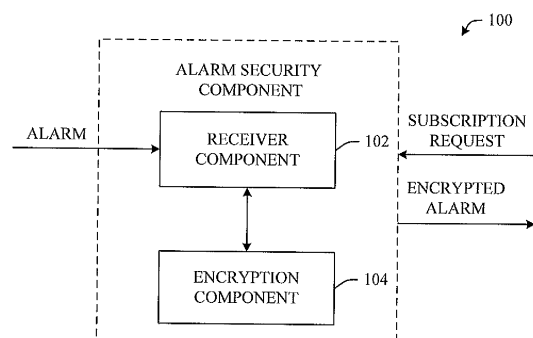 100
ALARM SECURITY
COMPONENT
ALARM
RECEIVER
COMPONENT
102
SUBSCRIPTION
REQUEST
ENCRYPTED
ALARM
ENCRYPTION
COMPONENT
104